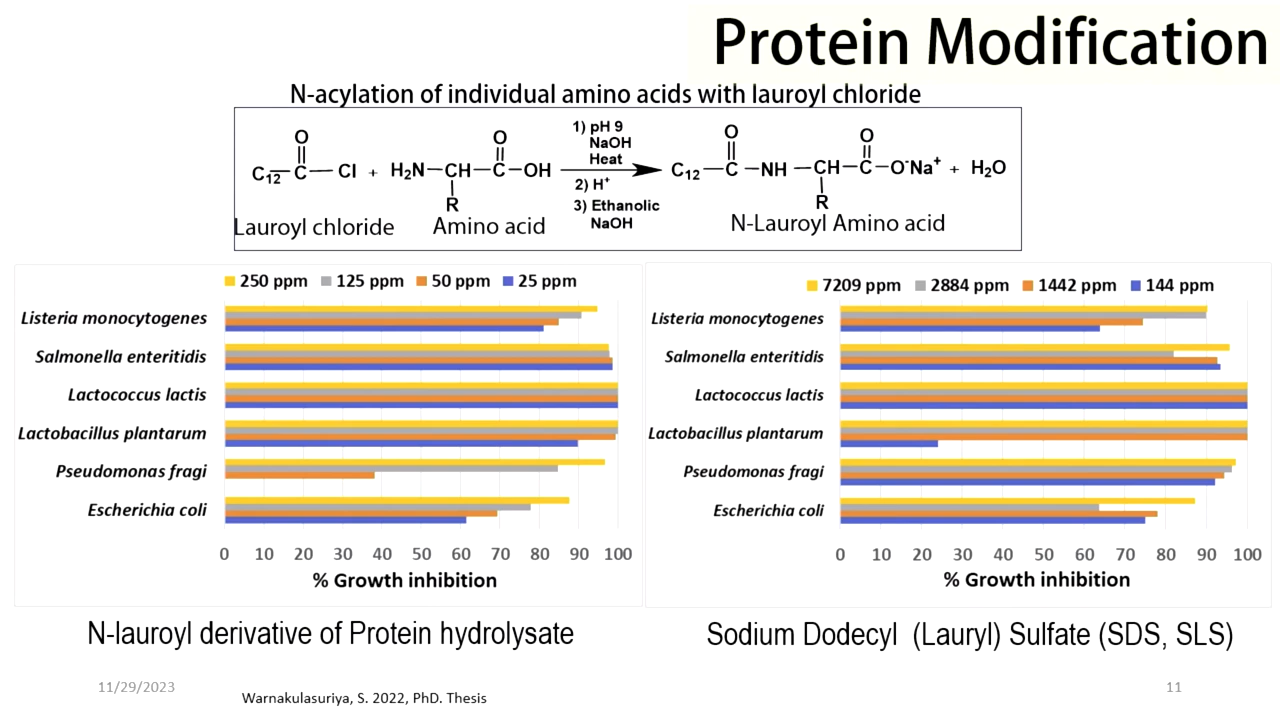 Protein Modification
N-acylation of individual amino acids with lauroyl chloride
O
C12 C Cl + H2N CH C OH
R
O
Lauroyl chloride
Amino acid
1) pH 9
NaOH
Heat
2) H+
3) Ethanolic
NaOH
O
O
C12 C NH CH C O-Na+ + H2O
R
N-Lauroyl Amino acid
250 ppm 125 ppm 50 ppm 25 ppm
Listeria monocytogenes
Salmonella enteritidis
Lactococcus lactis
Lactobacillus plantarum
Pseudomonas fragi
Escherichia coli
0 10 20 30 40 50 60 70 80 90 100
% Growth inhibition
N-lauroyl derivative of Protein hydrolysate
7209 ppm 2884 ppm 1442 ppm 144 ppm
Listeria monocytogenes
Salmonella enteritidis
Lactococcus lactis
Lactobacillus plantarum
Pseudomonas fragi
Escherichia coli
0 10 20 30 40 50 60 70 80 90 100
% Growth inhibition
Sodium Dodecyl (Lauryl) Sulfate (SDS, SLS)
11/29/2023
Warnakulasuriya, S. 2022, PhD. Thesis
11